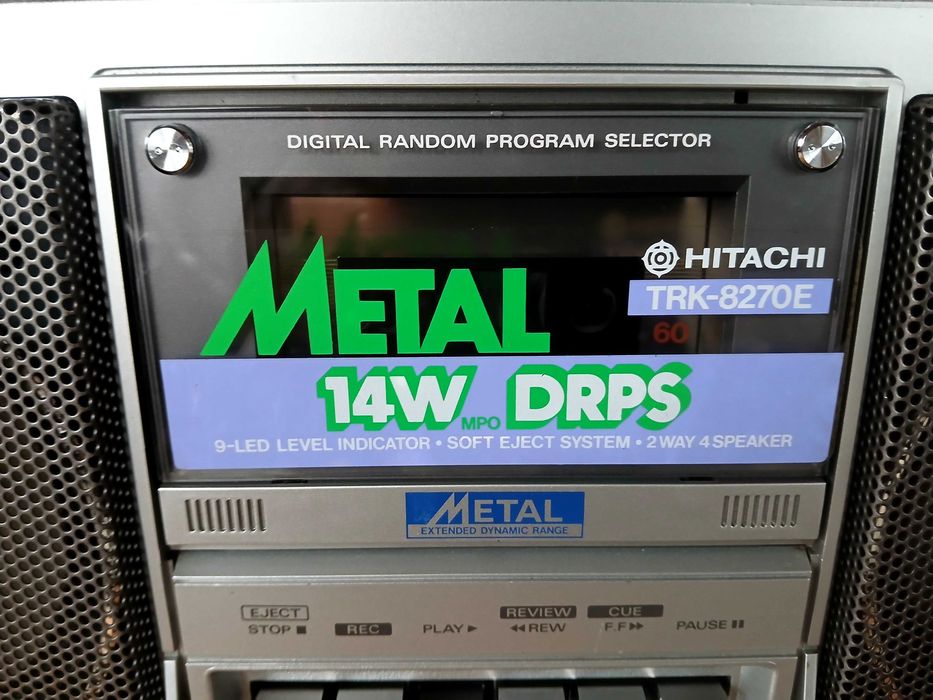 DIGITAL RANDOM PROGRAM SELECTOR
HITACHI
TRK-8270E
METAL
60
14W MPO DRPS
9-LED LEVEL INDICATOR • SOFT EJECT SYSTEM • 2 WAY 4 SPEAKER
METAL
EXTENDED DYNAMIC RANGE
EJECT REVIEW CUE
STOP ■ REC PLAY ▶ ◀◀ REW F.F ▶▶ PAUSE ▮▮